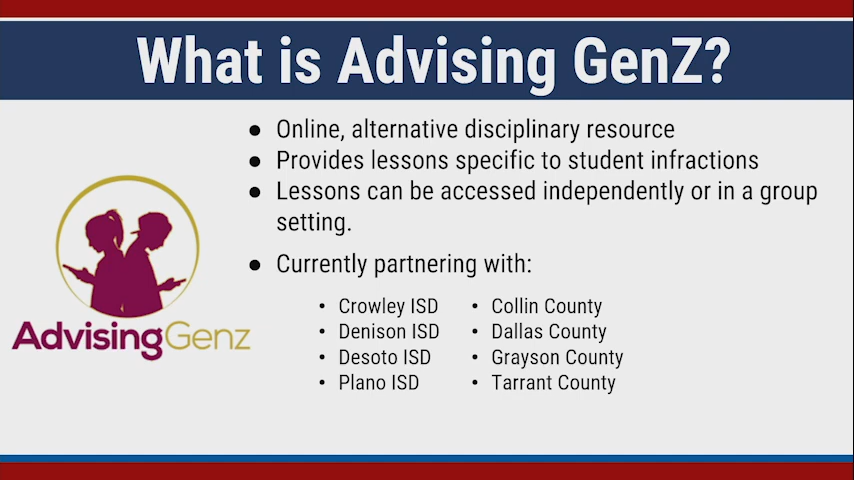 What is Advising GenZ?
● Online, alternative disciplinary resource
● Provides lessons specific to student infractions
● Lessons can be accessed independently or in a group
setting.
● Currently partnering with:
• Crowley ISD
• Denison ISD
• Desoto ISD
• Plano ISD
• Collin County
• Dallas County
• Grayson County
• Tarrant County
AdvisingGenz